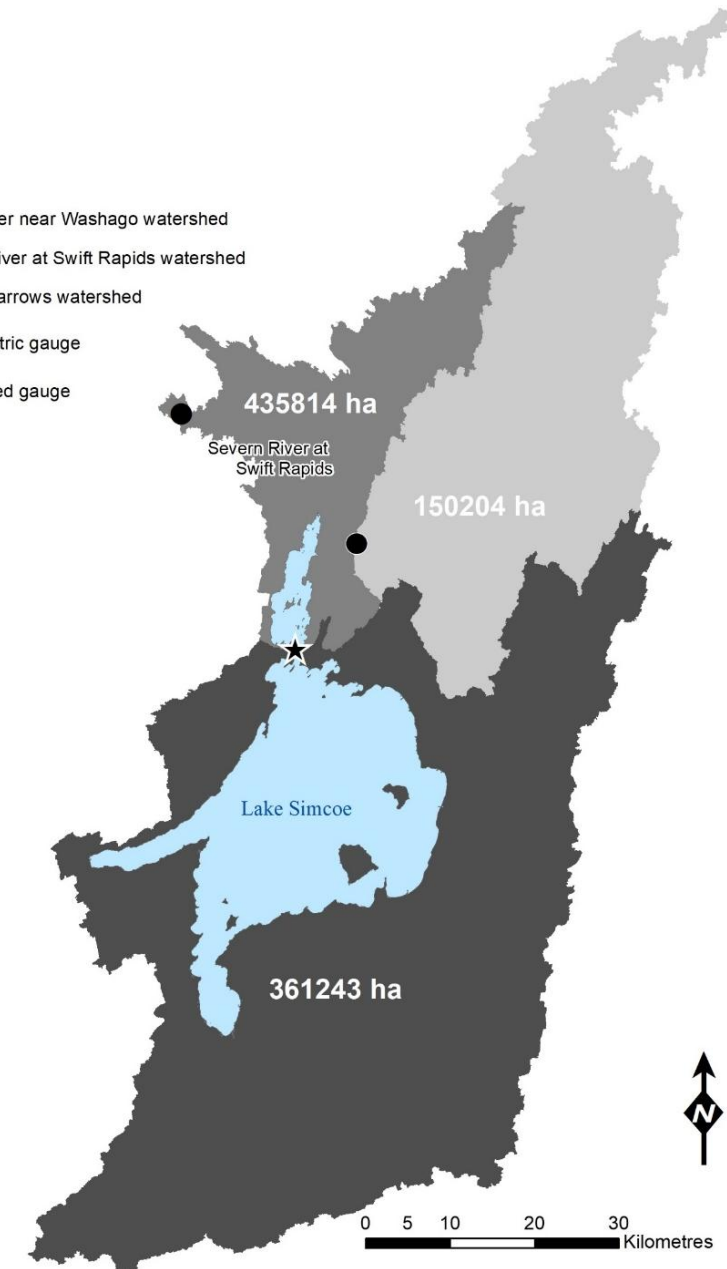 er near Washago watershed
iver at Swift Rapids watershed
arrows watershed
tric gauge
ed gauge
435814 ha
Severn River at
Swift Rapids
150204 ha
Lake Simcoe
361243 ha
N
0 5 10 20 30
Kilometres